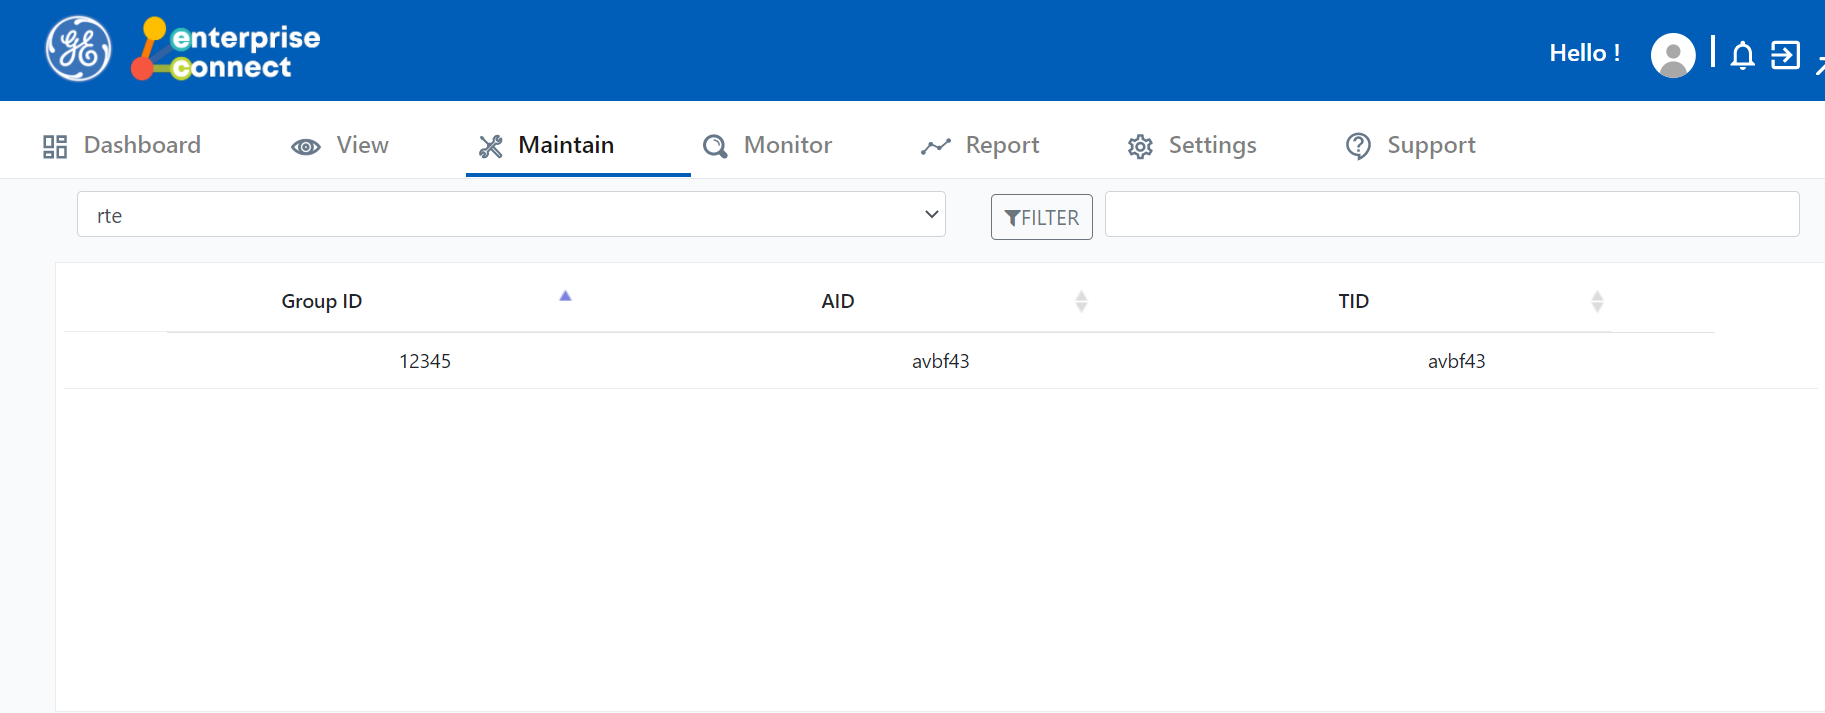 GE enterprise
connect
Hello !
Dashboard View Maintain Monitor Report Settings Support
rte FILTER
Group ID AID TID
12345 avbf43 avbf43